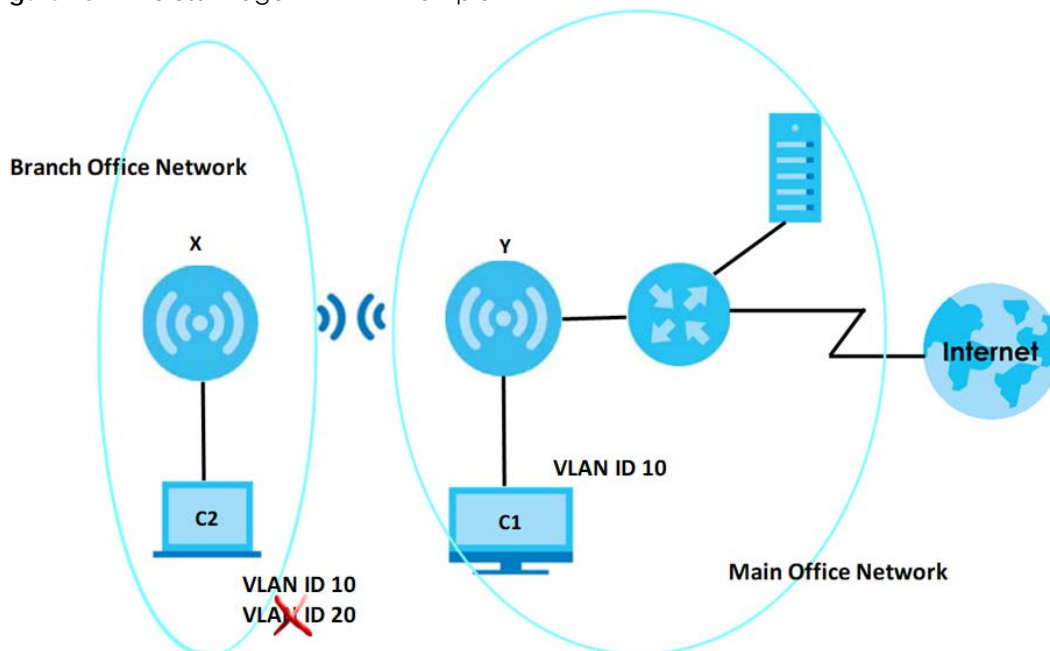 Branch Office Network
X
Y
Internet
VLAN ID 10
C2
C1
VLAN ID 10
VLAN ID 20
Main Office Network